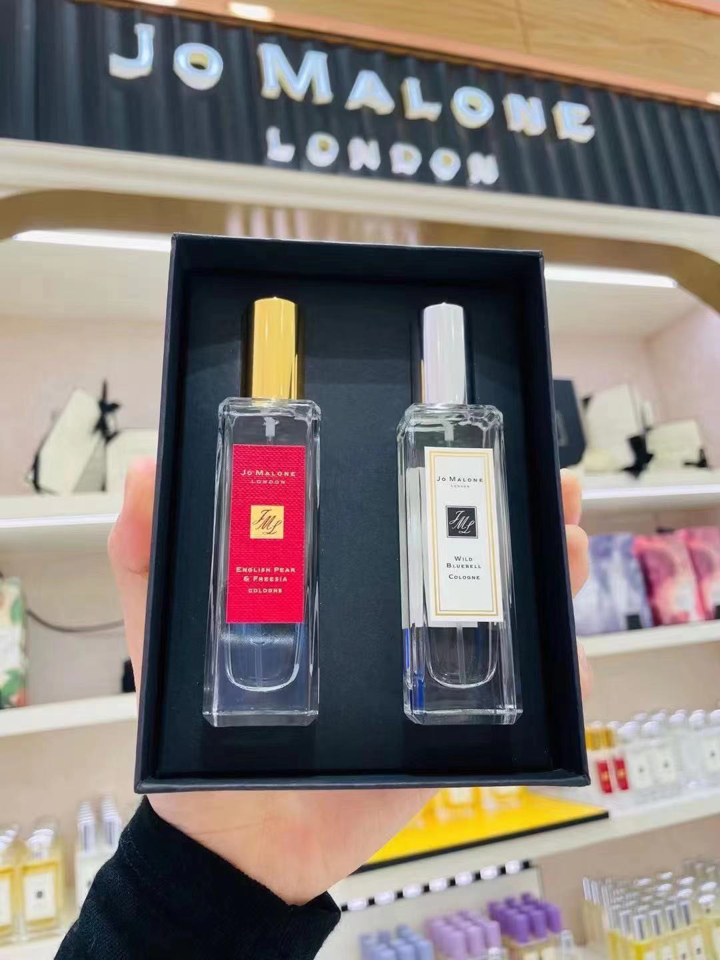 JO MALONE
LONDON
JO MALONE
LONDON
JML
ENGLISH PEAR
& FREESIA
COLOGNE
JO MALONE
LONDON
JML
WILD
BLUEBELL
COLOGNE